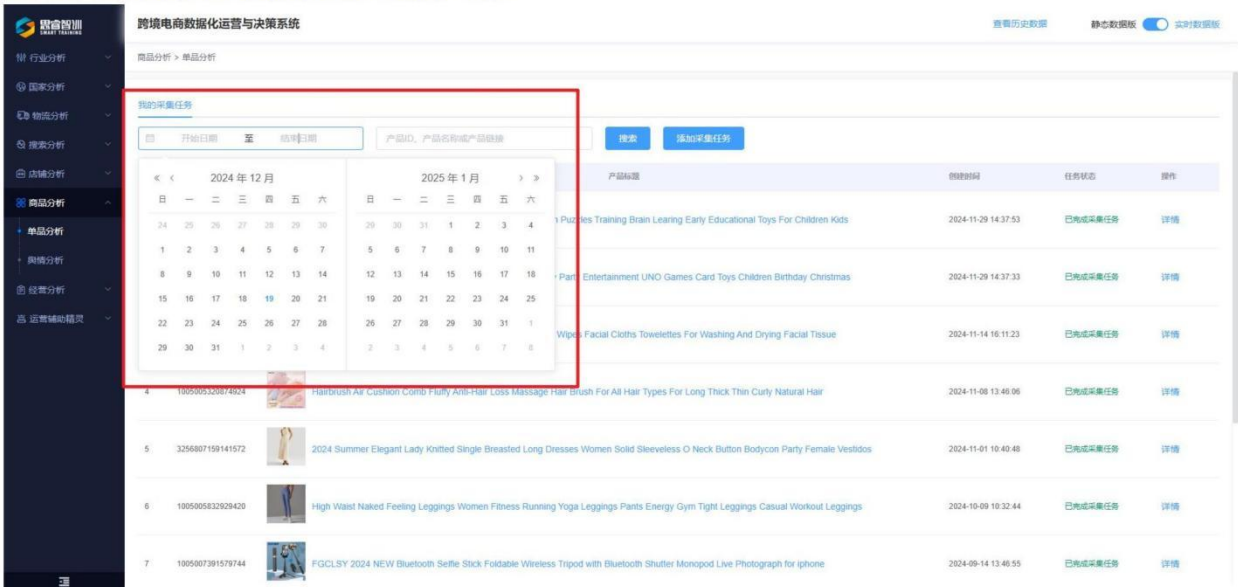 思睿智训
SMART TRAINING
跨境电商数据化运营与决策系统
查看历史数据
静态数据版
实时数据版
行业分析
国家分析
物流分析
搜索分析
店铺分析
商品分析
单品分析
舆情分析
经营分析
运营辅助精灵
商品分析 > 单品分析
我的采集任务
开始日期 至 结束日期
产品ID、产品名称或产品链接
搜索
添加采集任务
产品标题 创建时间 任务状态 操作
« ‹ 2024 年 12 月
日 一 二 三 四 五 六
24 25 26 27 28 29 30
1 2 3 4 5 6 7
8 9 10 11 12 13 14
15 16 17 18 19 20 21
22 23 24 25 26 27 28
29 30 31 1 2 3 4
2025 年 1 月 › »
日 一 二 三 四 五 六
29 30 31 1 2 3 4
5 6 7 8 9 10 11
12 13 14 15 16 17 18
19 20 21 22 23 24 25
26 27 28 29 30 31 1
2 3 4 5 6 7 8
Puzzles Training Brain Learing Early Educational Toys For Children Kids 2024-11-29 14:37:53 已完成采集任务 详情
Party Entertainment UNO Games Card Toys Children Birthday Christmas 2024-11-29 14:37:33 已完成采集任务 详情
Wipes Facial Cloths Towelettes For Washing And Drying Facial Tissue 2024-11-14 16:11:23 已完成采集任务 详情
4 1005005320874924 Hairbrush Air Cushion Comb Fluffy Anti-Hair Loss Massage Hair Brush For All Hair Types For Long Thick Thin Curly Natural Hair 2024-11-08 13:46:06 已完成采集任务 详情
5 3256807159141572 2024 Summer Elegant Lady Knitted Single Breasted Long Dresses Women Solid Sleeveless O Neck Button Bodycon Party Female Vestidos 2024-11-01 10:40:48 已完成采集任务 详情
6 1005005832929420 High Waist Naked Feeling Leggings Women Fitness Running Yoga Leggings Pants Energy Gym Tight Leggings Casual Workout Leggings 2024-10-09 10:32:44 已完成采集任务 详情
7 1005007391579744 FGCLSY 2024 NEW Bluetooth Selfie Stick Foldable Wireless Tripod with Bluetooth Shutter Monopod Live Photograph for iphone 2024-09-14 13:46:55 已完成采集任务 详情